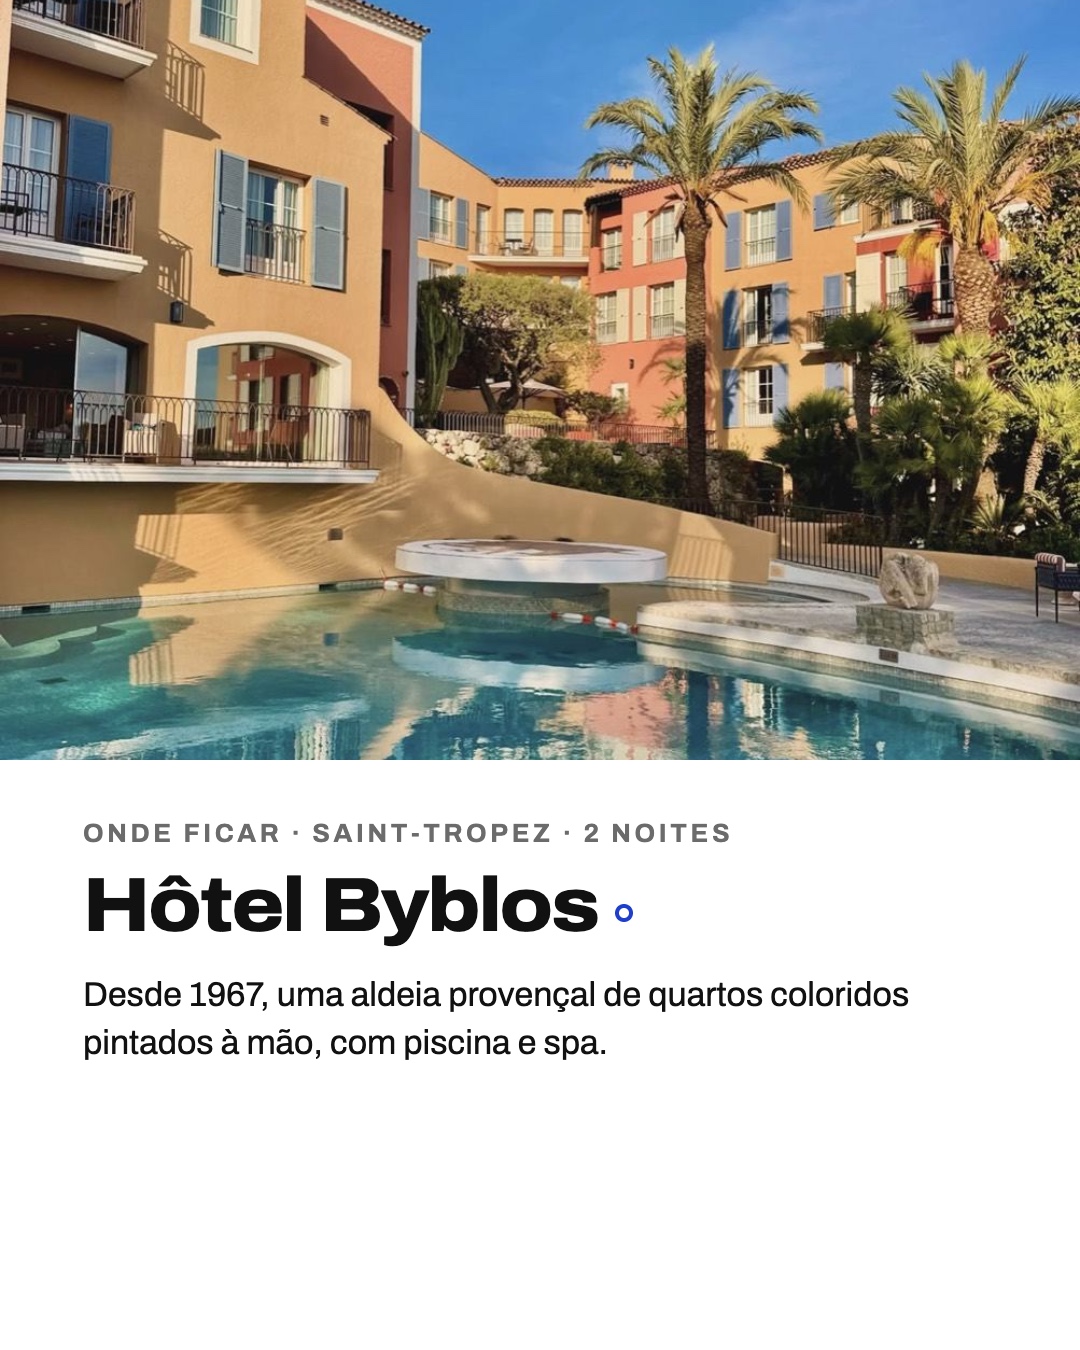 ONDE FICAR · SAINT-TROPEZ · 2 NOITES
Hôtel Byblos
Desde 1967, uma aldeia provençal de quartos coloridos
pintados à mão, com piscina e spa.